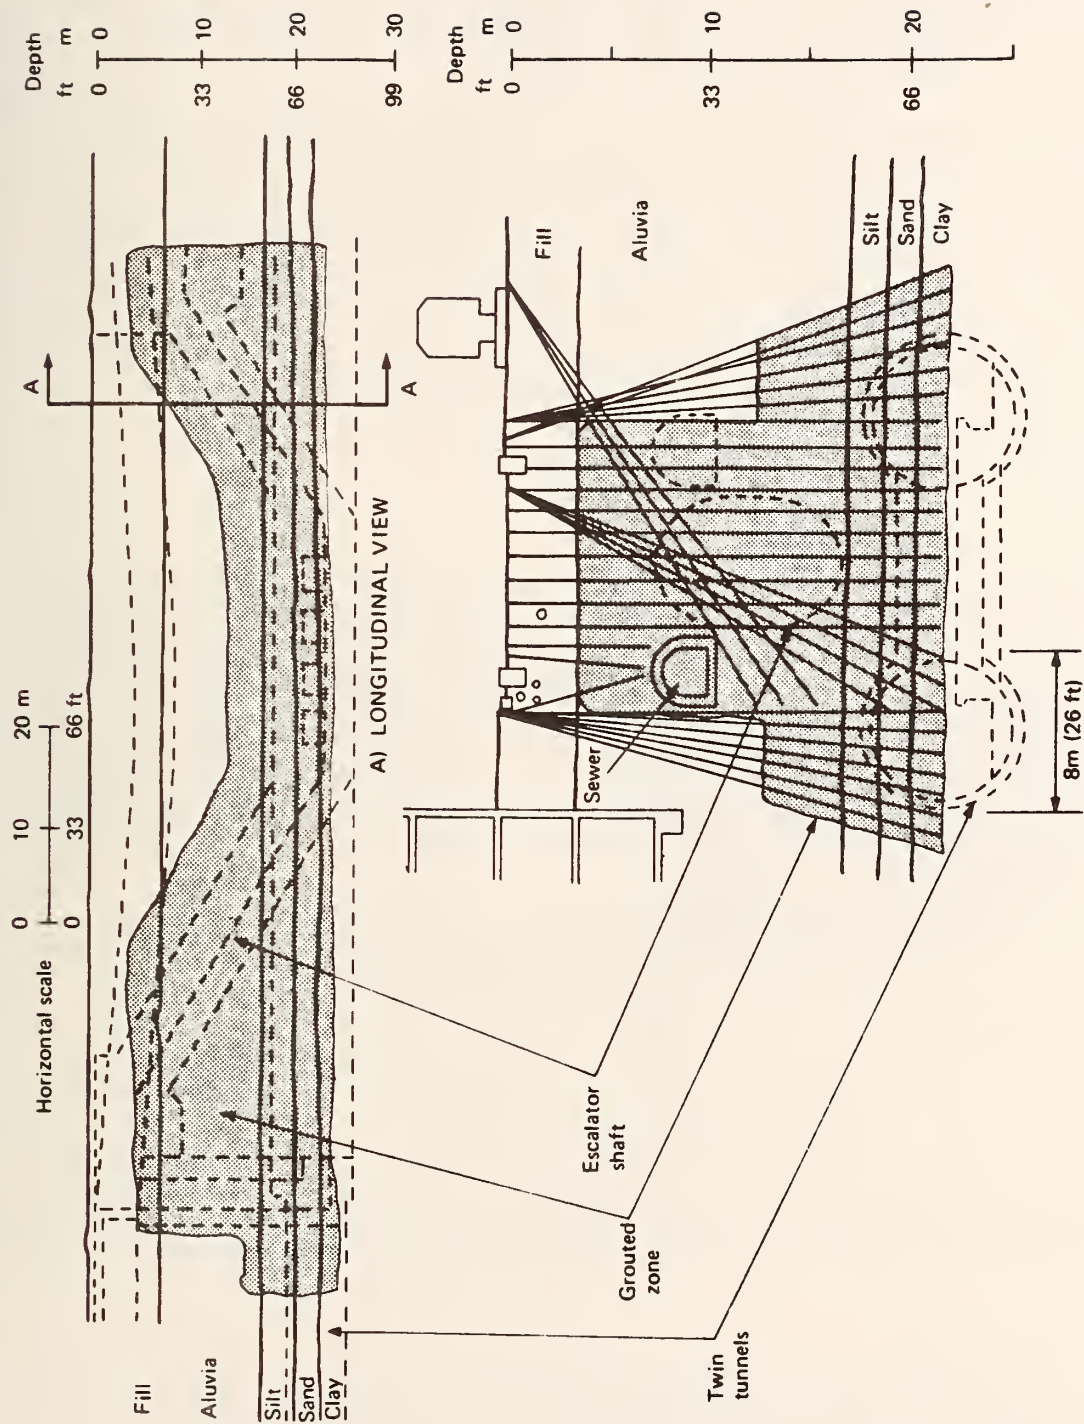 Horizontal scale
0 10 20 m
0 33 66 ft
Depth
ft m
0 0
33 10
66 20
99 30
Fill
Aluvia
Silt
Sand
Clay
A
A
A) LONGITUDINAL VIEW
Twin
tunnels
Grouted
zone
Escalator
shaft
Sewer
Fill
Aluvia
Silt
Sand
Clay
8m (26 ft)
Depth
ft m
0 0
33 10
66 20